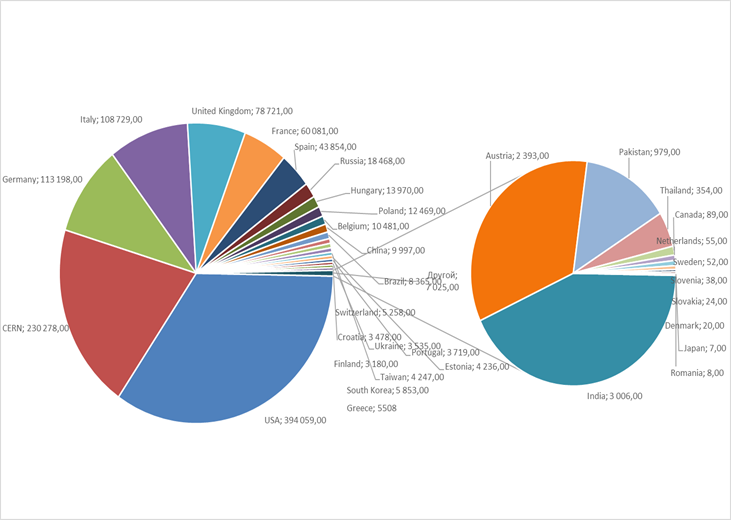 United Kingdom; 78 721,00
Italy; 108 729,00
France; 60 081,00
Spain; 43 854,00
Russia; 18 468,00
Germany; 113 198,00
Hungary; 13 970,00
Poland; 12 469,00
Belgium; 10 481,00
China; 9 997,00
Brazil; 8 365,00
Другой;
7 025,00
CERN; 230 278,00
Switzerland; 5 258,00
Croatia; 3 478,00
Ukraine; 3 535,00
Portugal; 3 719,00
Finland; 3 180,00
Estonia; 4 236,00
Taiwan; 4 247,00
South Korea; 5 853,00
Greece; 5508
USA; 394 059,00
Austria; 2 393,00
Pakistan; 979,00
Thailand; 354,00
Canada; 89,00
Netherlands; 55,00
Sweden; 52,00
Slovenia; 38,00
Slovakia; 24,00
Denmark; 20,00
Japan; 7,00
Romania; 8,00
India; 3 006,00